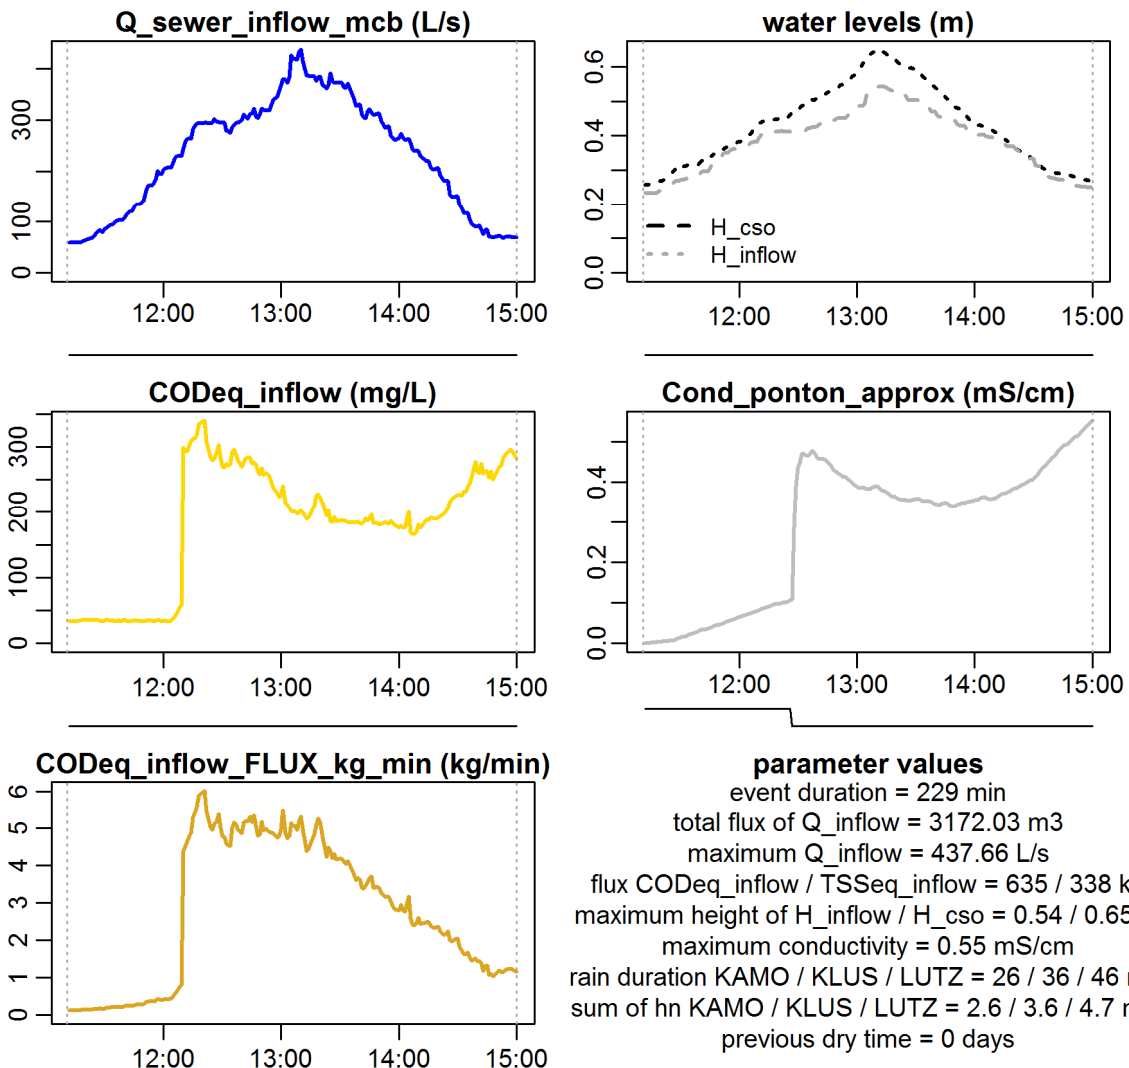 Q_sewer_inflow_mcb (L/s)
0
100
300
12:00
13:00
14:00
15:00
water levels (m)
0.0
0.2
0.4
0.6
H_cso
H_inflow
12:00
13:00
14:00
15:00
CODeq_inflow (mg/L)
0
100
200
300
12:00
13:00
14:00
15:00
Cond_ponton_approx (mS/cm)
0.0
0.2
0.4
12:00
13:00
14:00
15:00
CODeq_inflow_FLUX_kg_min (kg/min)
0
1
2
3
4
5
6
12:00
13:00
14:00
15:00
parameter values
event duration = 229 min
total flux of Q_inflow = 3172.03 m3
maximum Q_inflow = 437.66 L/s
flux CODeq_inflow / TSSeq_inflow = 635 / 338 k
maximum height of H_inflow / H_cso = 0.54 / 0.65
maximum conductivity = 0.55 mS/cm
rain duration KAMO / KLUS / LUTZ = 26 / 36 / 46
sum of hn KAMO / KLUS / LUTZ = 2.6 / 3.6 / 4.7
previous dry time = 0 days